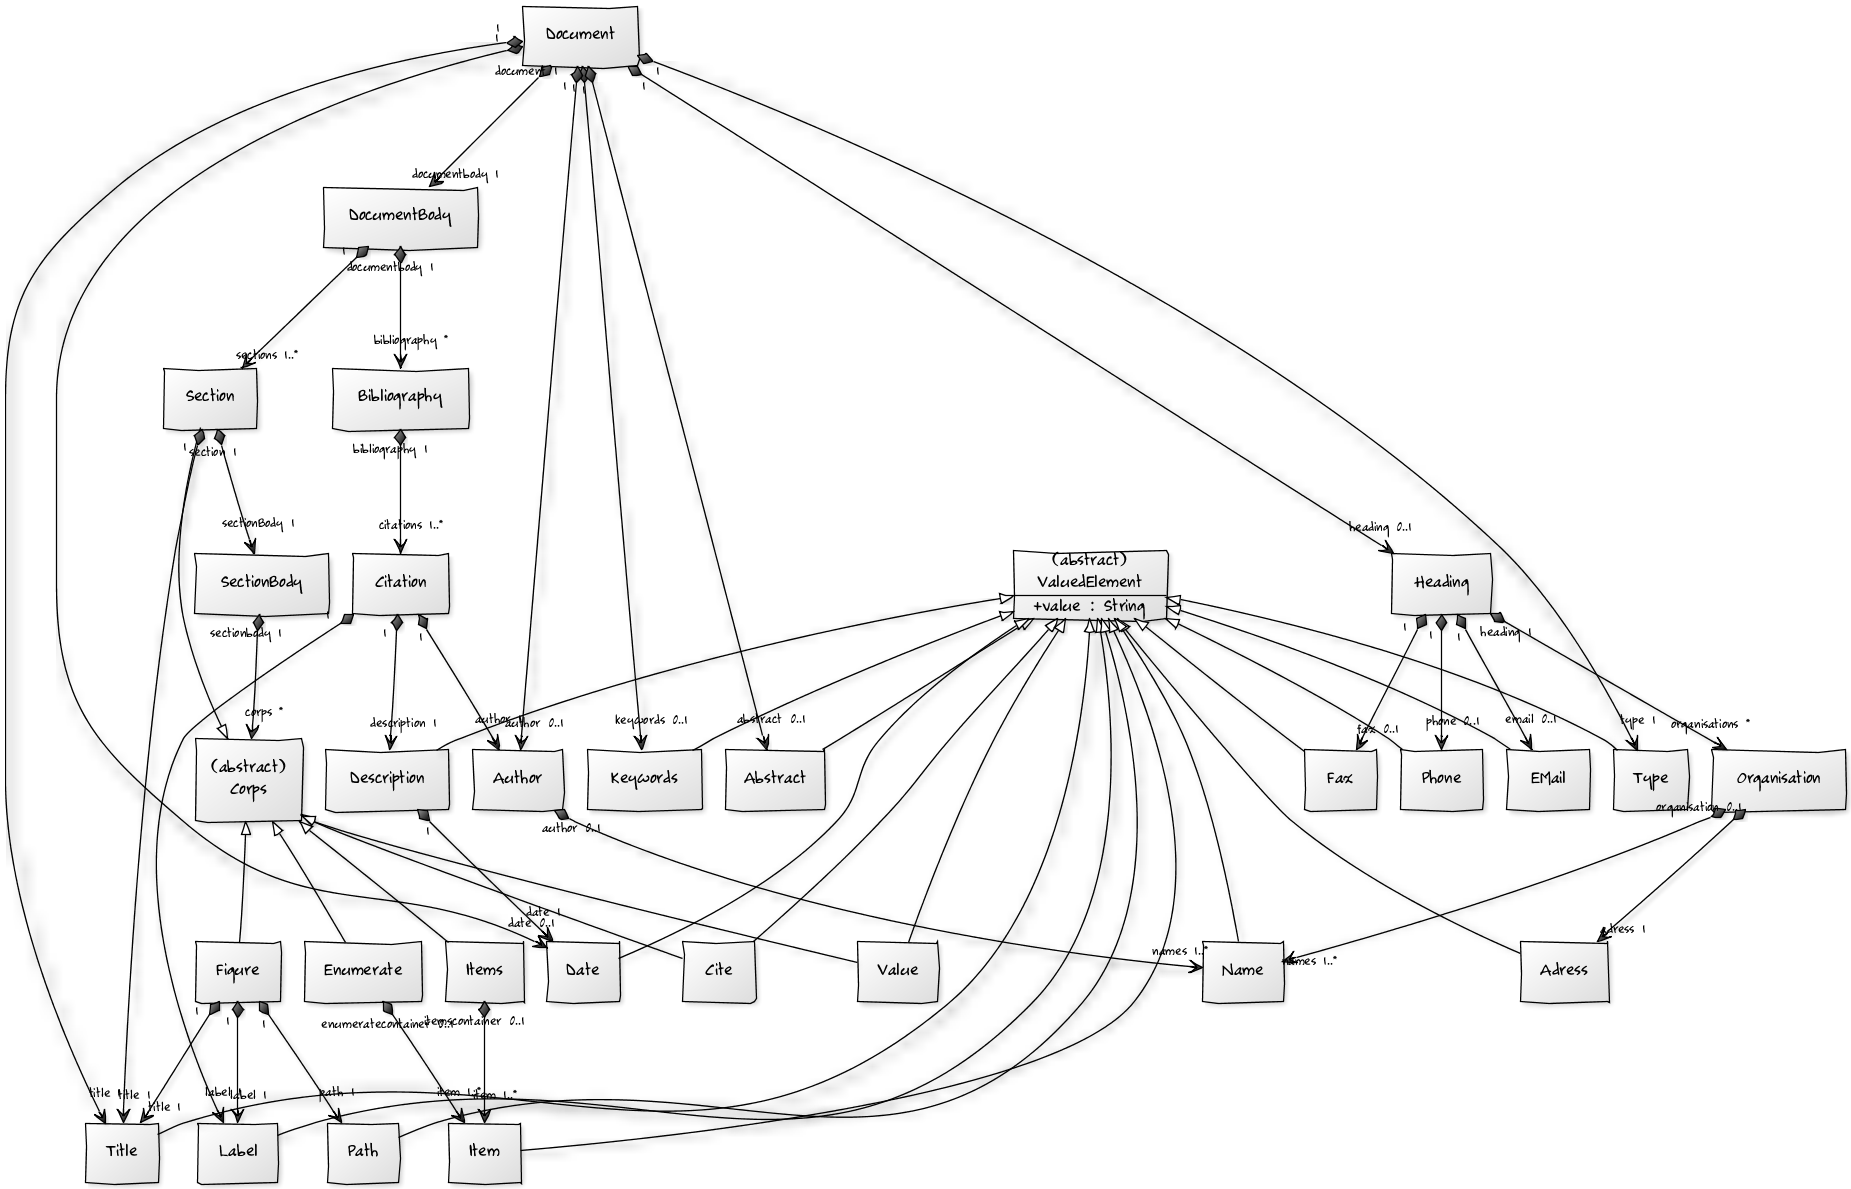 Document
1
1
document 1
1
1
1
1
1
documentbody 1
DocumentBody
1
documentbody 1
sections 1..*
bibliography *
Section
Bibliography
1
section 1
bibliography 1
sectionBody 1
citations 1..*
heading 0..1
SectionBody
Citation
(abstract)
ValuedElement
+value : String
Heading
sectionbody 1
1
1
1
1
1
heading 1
corps *
description 1
author
author 0..1
keywords 0..1
abstract 0..1
fax 0..1
phone 0..1
email 0..1
type 1
organisations *
(abstract)
Corps
Description
Author
Keywords
Abstract
Fax
Phone
EMail
Type
Organisation
1
author 0..1
organisation 0..1
date 1
date 0..1
names 1..*
names 1..*
adress 1
Figure
Enumerate
Items
Date
Cite
Value
Name
Adress
1
1
1
enumeratecontainer 0..1
itemscontainer 0..1
title
title 1
title 1
label
label 1
path 1
item 1..*
item 1..*
Title
Label
Path
Item